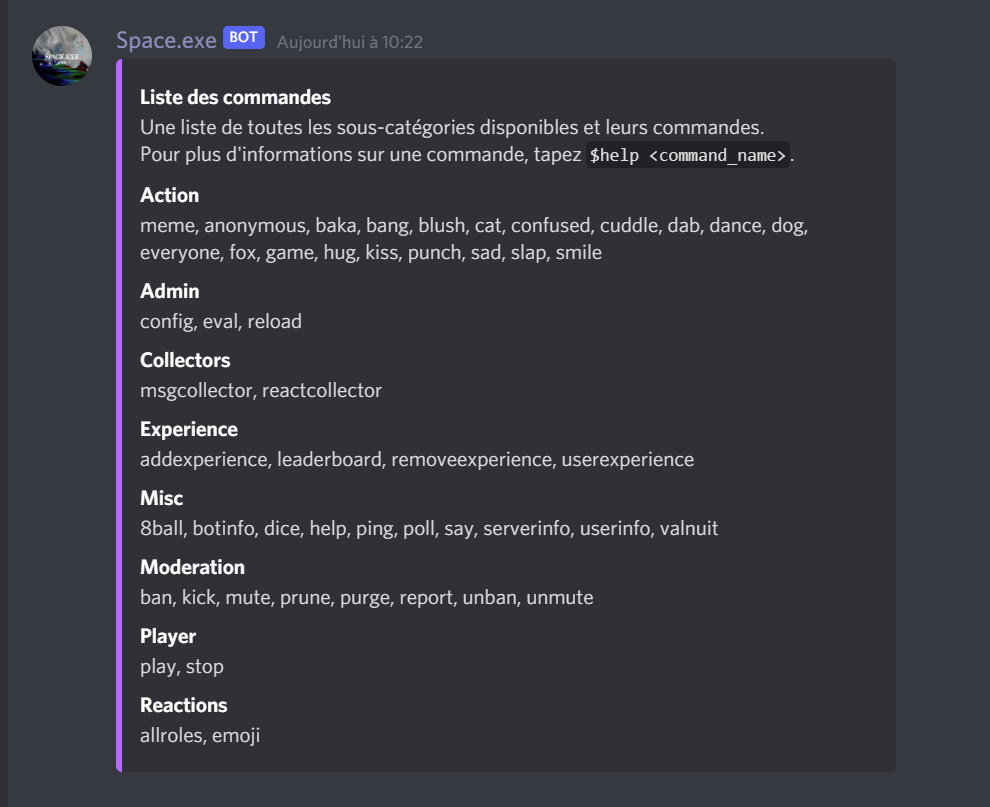 SPACE.EXE
Space.exe BOT Aujourd'hui à 10:22
Liste des commandes
Une liste de toutes les sous-catégories disponibles et leurs commandes.
Pour plus d'informations sur une commande, tapez $help <command_name>.
Action
meme, anonymous, baka, bang, blush, cat, confused, cuddle, dab, dance, dog,
everyone, fox, game, hug, kiss, punch, sad, slap, smile
Admin
config, eval, reload
Collectors
msgcollector, reactcollector
Experience
addexperience, leaderboard, removeexperience, userexperience
Misc
8ball, botinfo, dice, help, ping, poll, say, serverinfo, userinfo, valnuit
Moderation
ban, kick, mute, prune, purge, report, unban, unmute
Player
play, stop
Reactions
allroles, emoji